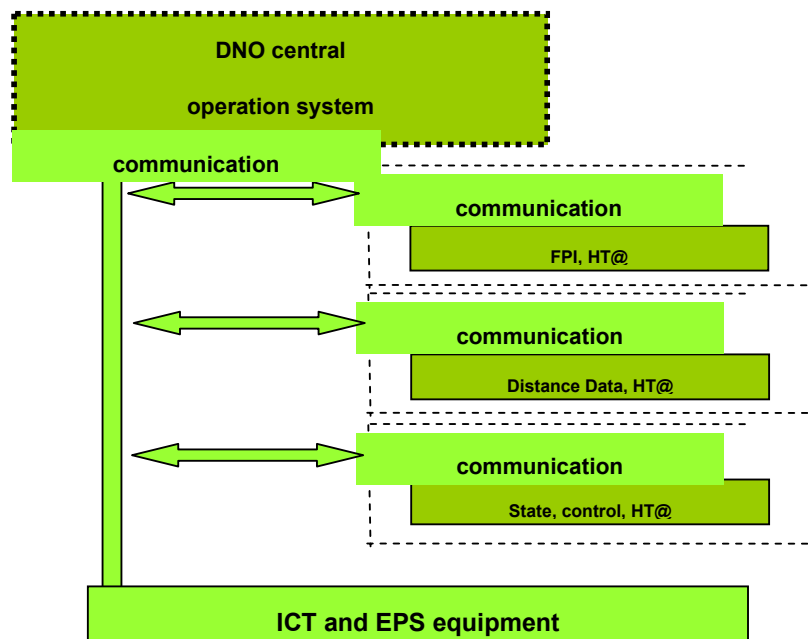 DNO central
operation system
communication
communication
FPI, HT@
communication
Distance Data, HT@
communication
State, control, HT@
ICT and EPS equipment